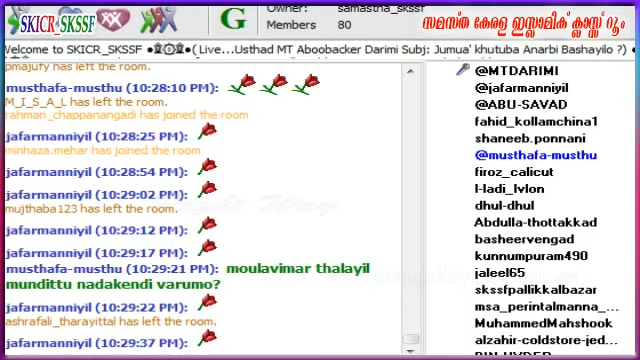 SKICR_SKSSF
G
Owner: samastha_skssf
Members 80
സമസ്ത കേരള ഇസ്ലാമിക് ക്ലാസ്സ് റൂം
Welcome to SKICR_SKSSF ( Live...Usthad MT Aboobacker Darimi Subj: Jumua' khutuba Anarbi Bashayilo ?)
pmajufy has left the room.
musthafa-musthu (10:28:10 PM):
M_I_S_A_L has left the room.
rahman_chappanangadi has joined the room
jafarmanniyil (10:28:25 PM):
minhaza.mehar has joined the room
jafarmanniyil (10:28:54 PM):
jafarmanniyil (10:29:02 PM):
mujthaba123 has left the room.
jafarmanniyil (10:29:12 PM):
jafarmanniyil (10:29:17 PM):
musthafa-musthu (10:29:21 PM): moulavimar thalayil
mundittu nadakendi varumo?
jafarmanniyil (10:29:22 PM):
ashrafali_tharayittal has left the room.
jafarmanniyil (10:29:37 PM):
@MTDARIMI
@jafarmanniyil
@ABU-SAVAD
fahid_kollamchina1
shaneeb.ponnani
@musthafa-musthu
firoz_calicut
l-ladi_lvlon
dhul-dhul
Abdulla-thottakkad
basheervengad
kunnumpuram490
jaleel65
skssfpallikkalbazar
msa_perintalmanna_...
MuhammedMahshook
alzahir-coldstore-jed...